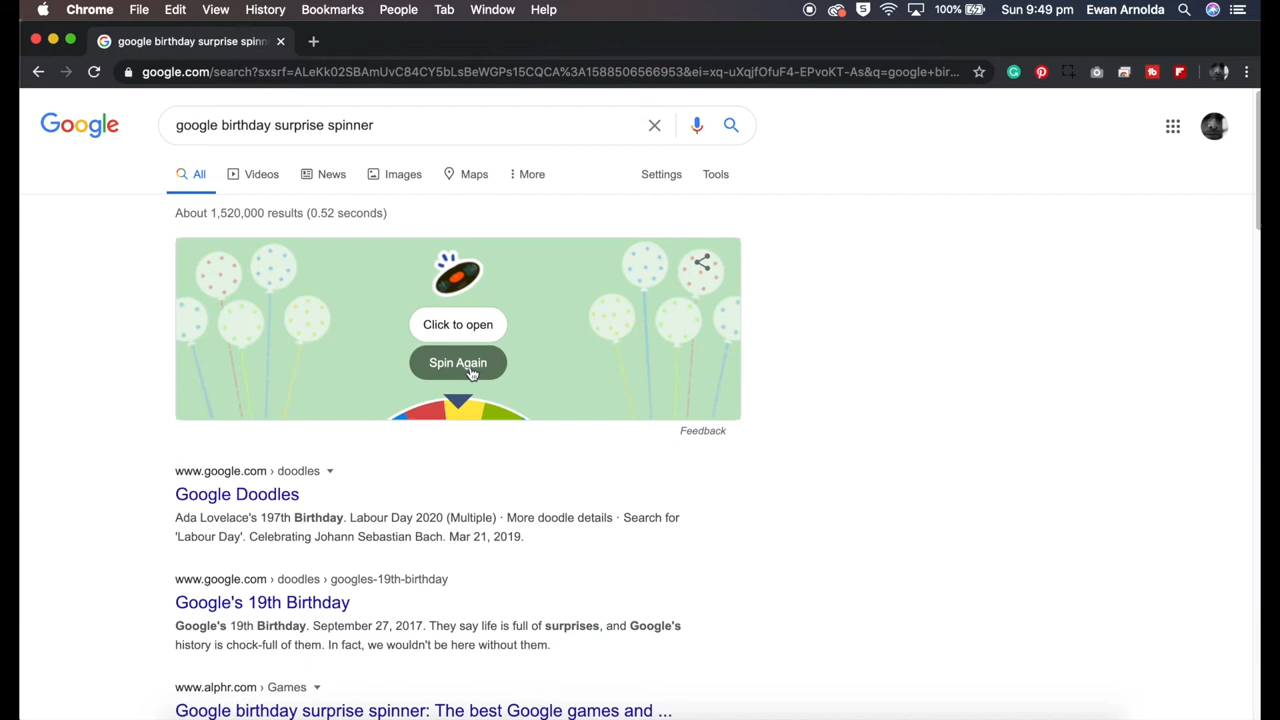 Chrome File Edit View History Bookmarks People Tab Window Help 100% Sun 9:49 pm Ewan Arnolda
google birthday surprise spinn
google.com/search?sxsrf=ALeKk02SBAmUvC84CY5bLsBeWGPs15CQCA%3A1588506566953&ei=xq-uXqjfOfuF4-EPvoKT-As&q=google+bir...
Google google birthday surprise spinner
All Videos News Images Maps More Settings Tools
About 1,520,000 results (0.52 seconds)
Click to open
Spin Again
Feedback
www.google.com › doodles
Google Doodles
Ada Lovelace's 197th Birthday. Labour Day 2020 (Multiple) · More doodle details · Search for
'Labour Day'. Celebrating Johann Sebastian Bach. Mar 21, 2019.
www.google.com › doodles › googles-19th-birthday
Google's 19th Birthday
Google's 19th Birthday. September 27, 2017. They say life is full of surprises, and Google's
history is chock-full of them. In fact, we wouldn't be here without them.
www.alphr.com › Games
Google birthday surprise spinner: The best Google games and ...